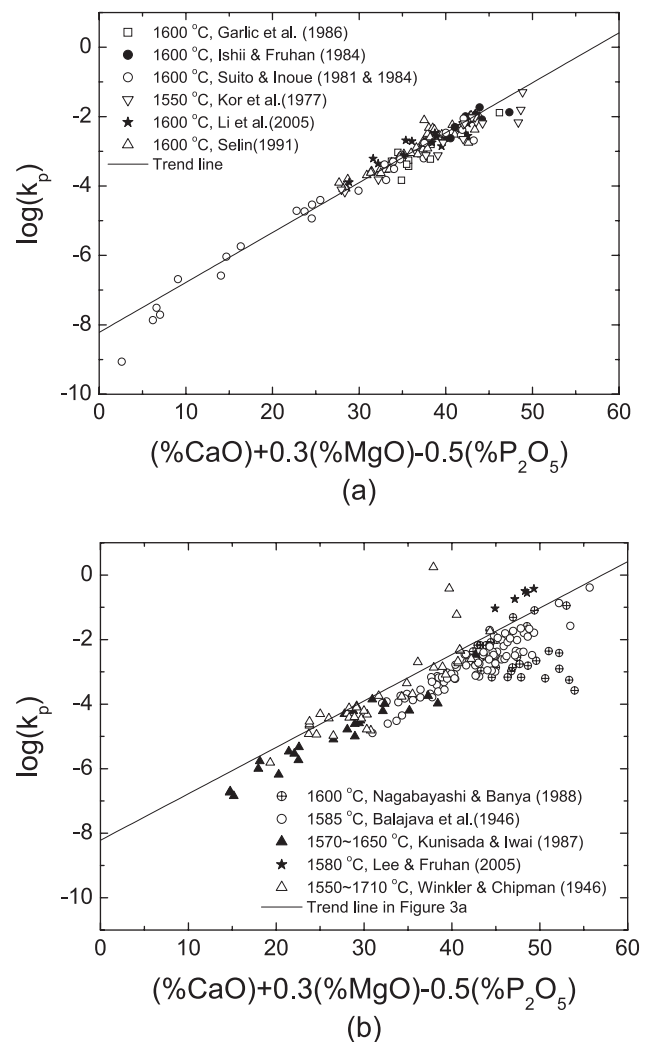 1600 °C, Garlic et al. (1986)
1600 °C, Ishii & Fruhan (1984)
1600 °C, Suito & Inoue (1981 & 1984)
1550 °C, Kor et al.(1977)
1600 °C, Li et al.(2005)
1600 °C, Selin(1991)
Trend line
log(k_p)
0
-2
-4
-6
-8
-10
0 10 20 30 40 50 60
(%CaO)+0.3(%MgO)-0.5(%P₂O₅)
(a)
log(k_p)
0
-2
-4
-6
-8
-10
1600 °C, Nagabayashi & Banya (1988)
1585 °C, Balajava et al.(1946)
1570~1650 °C, Kunisada & Iwai (1987)
1580 °C, Lee & Fruhan (2005)
1550~1710 °C, Winkler & Chipman (1946)
Trend line in Figure 3a
0 10 20 30 40 50 60
(%CaO)+0.3(%MgO)-0.5(%P₂O₅)
(b)